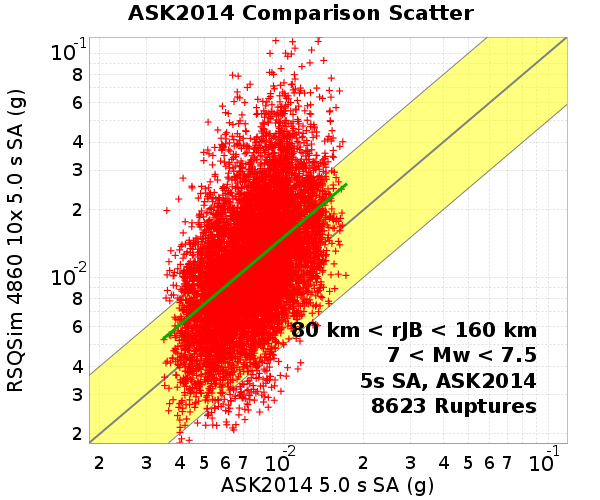 ASK2014 Comparison Scatter
RSQSim 4860 10x 5.0 s SA (g)
10⁻¹
8
6
4
3
2
10⁻²
8
6
4
3
2
80 km < rJB < 160 km
7 < Mw < 7.5
5s SA, ASK2014
8623 Ruptures
2 3 4 5 6 7 10⁻² 2 3 4 5 6 7 10⁻¹
ASK2014 5.0 s SA (g)